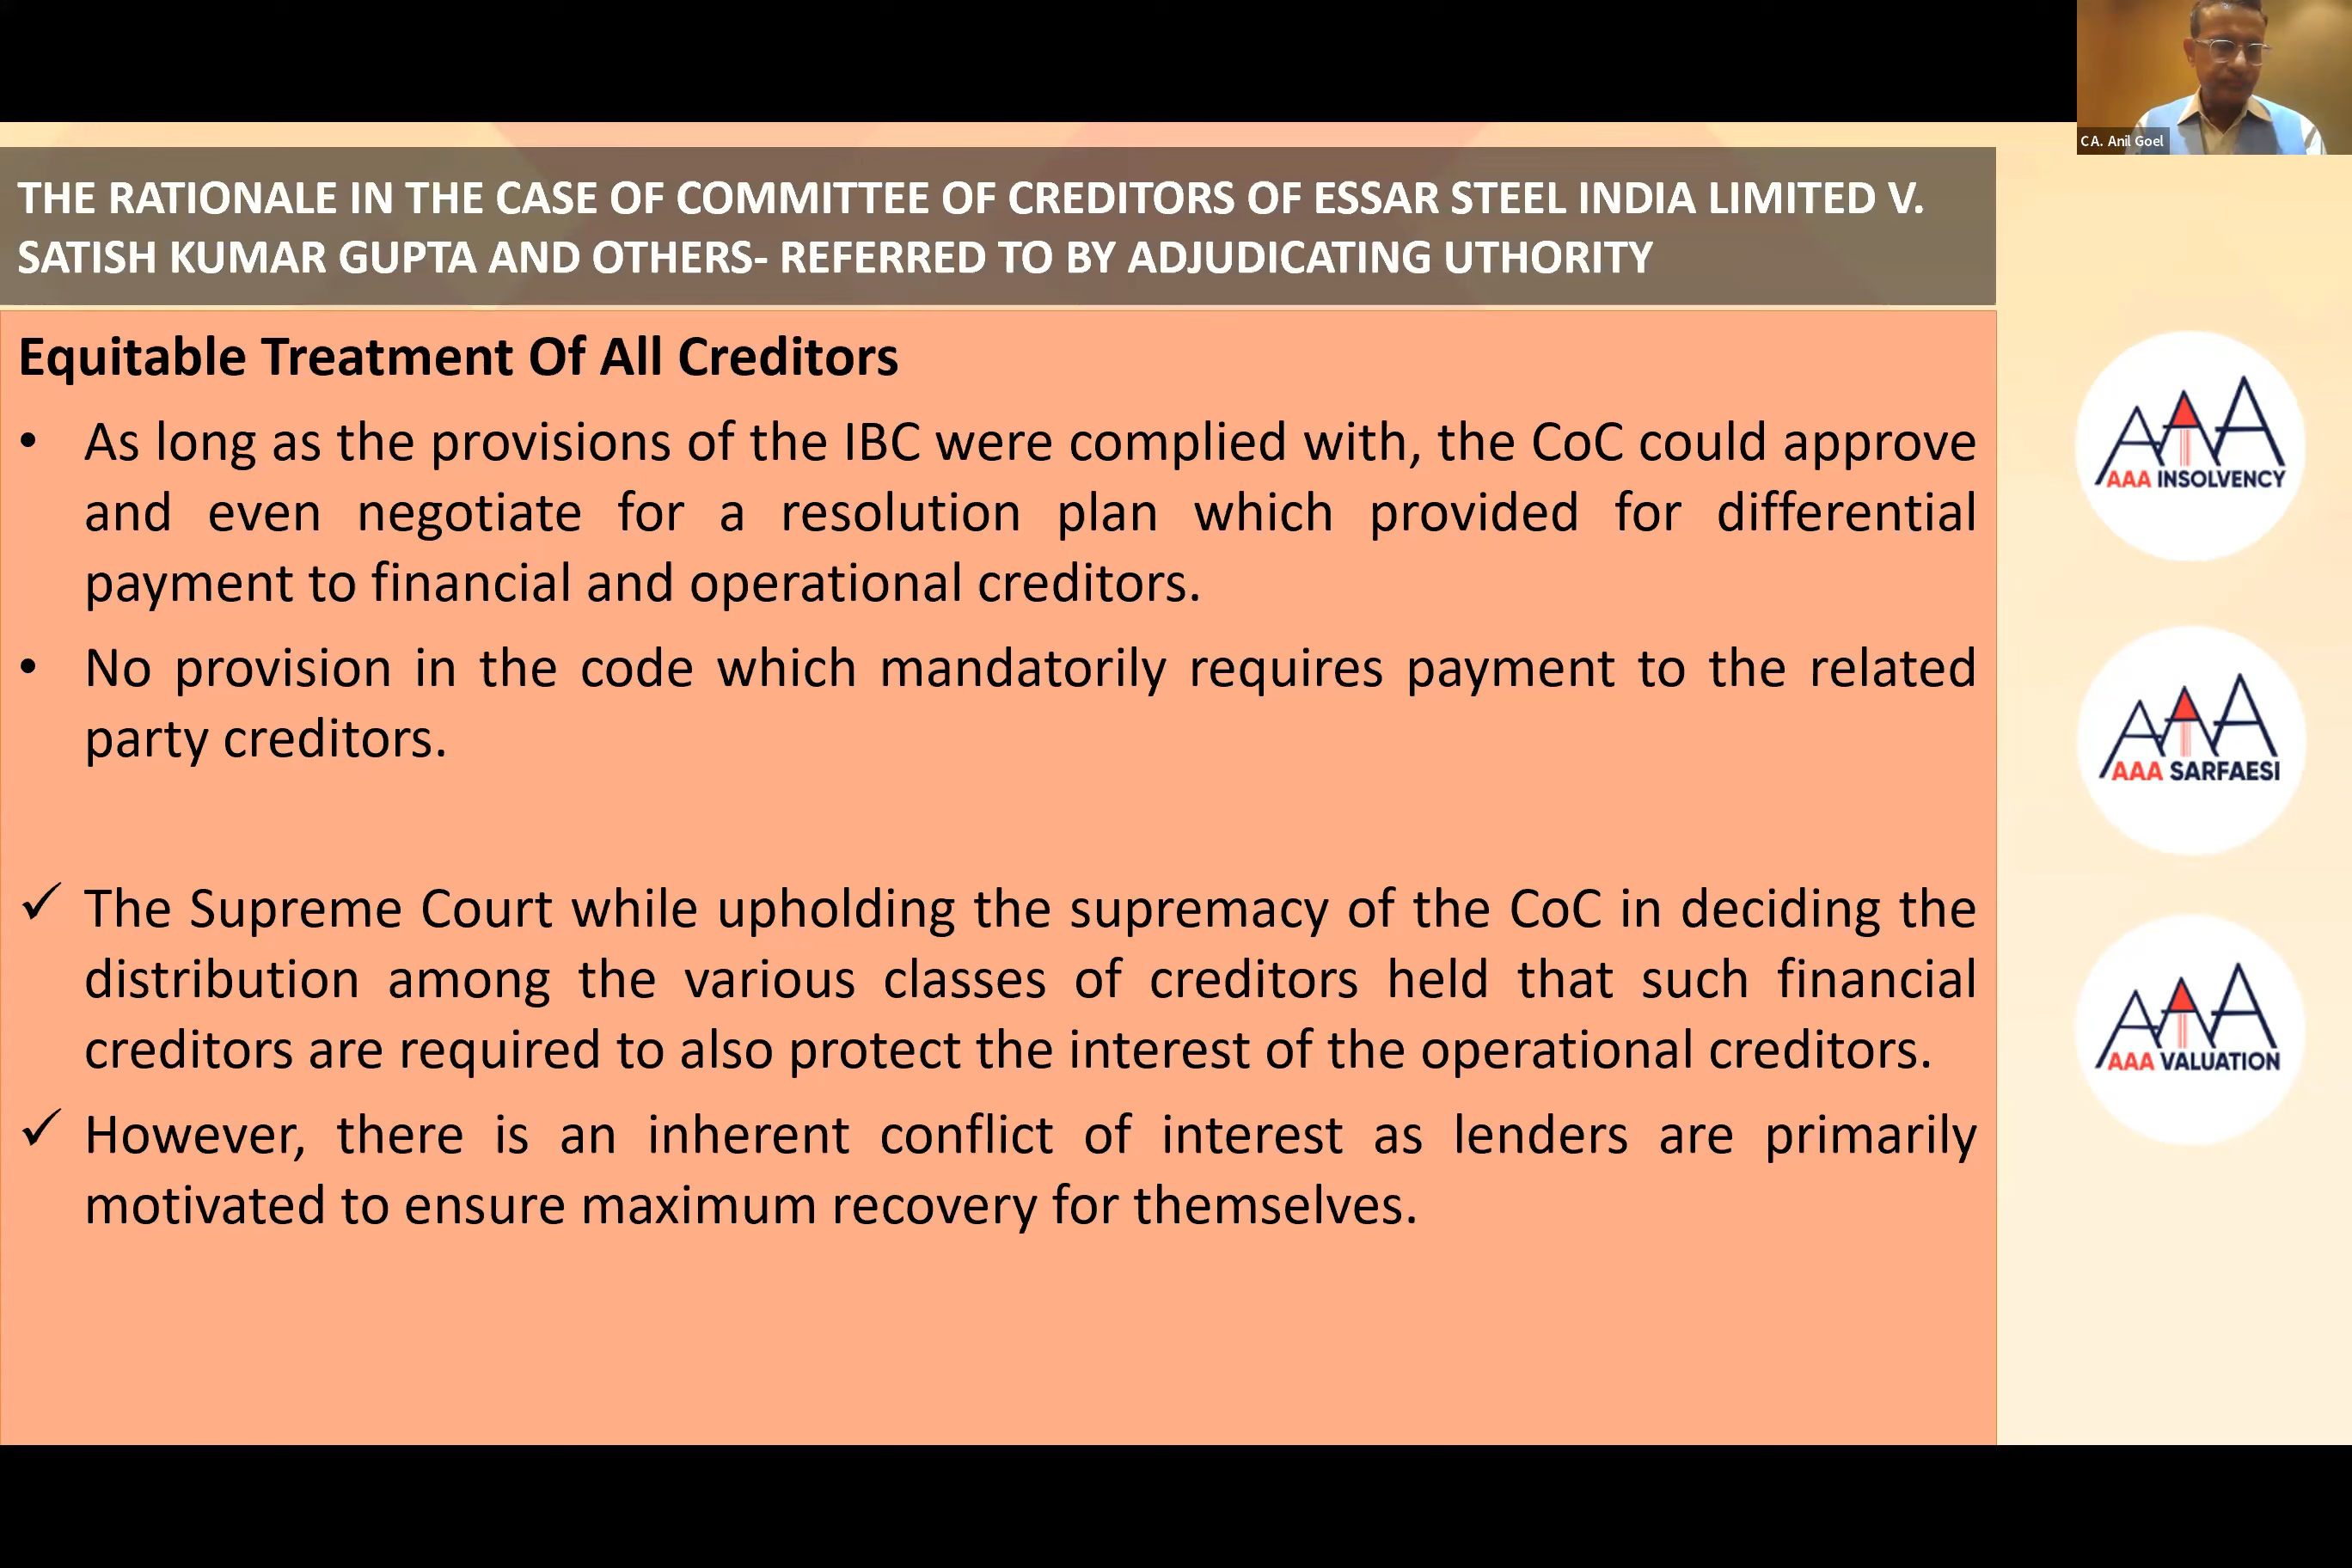 CA. Anil Goel
THE RATIONALE IN THE CASE OF COMMITTEE OF CREDITORS OF ESSAR STEEL INDIA LIMITED V.
SATISH KUMAR GUPTA AND OTHERS- REFERRED TO BY ADJUDICATING UTHORITY
Equitable Treatment Of All Creditors
• As long as the provisions of the IBC were complied with, the CoC could approve
and even negotiate for a resolution plan which provided for differential
payment to financial and operational creditors.
• No provision in the code which mandatorily requires payment to the related
party creditors.
✓ The Supreme Court while upholding the supremacy of the CoC in deciding the
distribution among the various classes of creditors held that such financial
creditors are required to also protect the interest of the operational creditors.
✓ However, there is an inherent conflict of interest as lenders are primarily
motivated to ensure maximum recovery for themselves.
AAA
AAA INSOLVENCY
AAA
AAA SARFAESI
AAA
AAA VALUATION